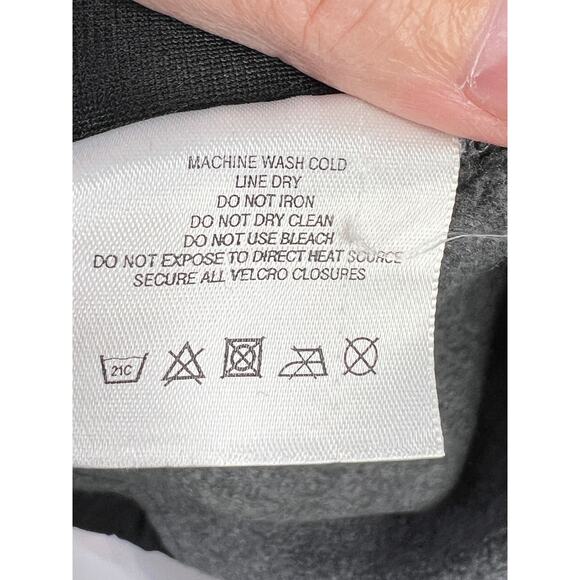 MACHINE WASH COLD
LINE DRY
DO NOT IRON
DO NOT DRY CLEAN
DO NOT USE BLEACH
DO NOT EXPOSE TO DIRECT HEAT SOURCE
SECURE ALL VELCRO CLOSURES
21C